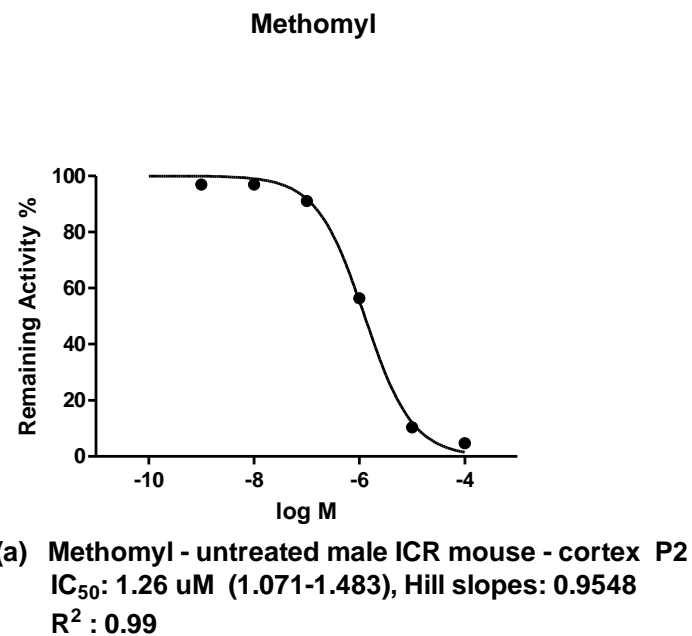 Methomyl
100
80
60
40
20
0
Remaining Activity %
-10 -8 -6 -4
log M
(a) Methomyl - untreated male ICR mouse - cortex P2
IC50: 1.26 uM (1.071-1.483), Hill slopes: 0.9548
R2 : 0.99